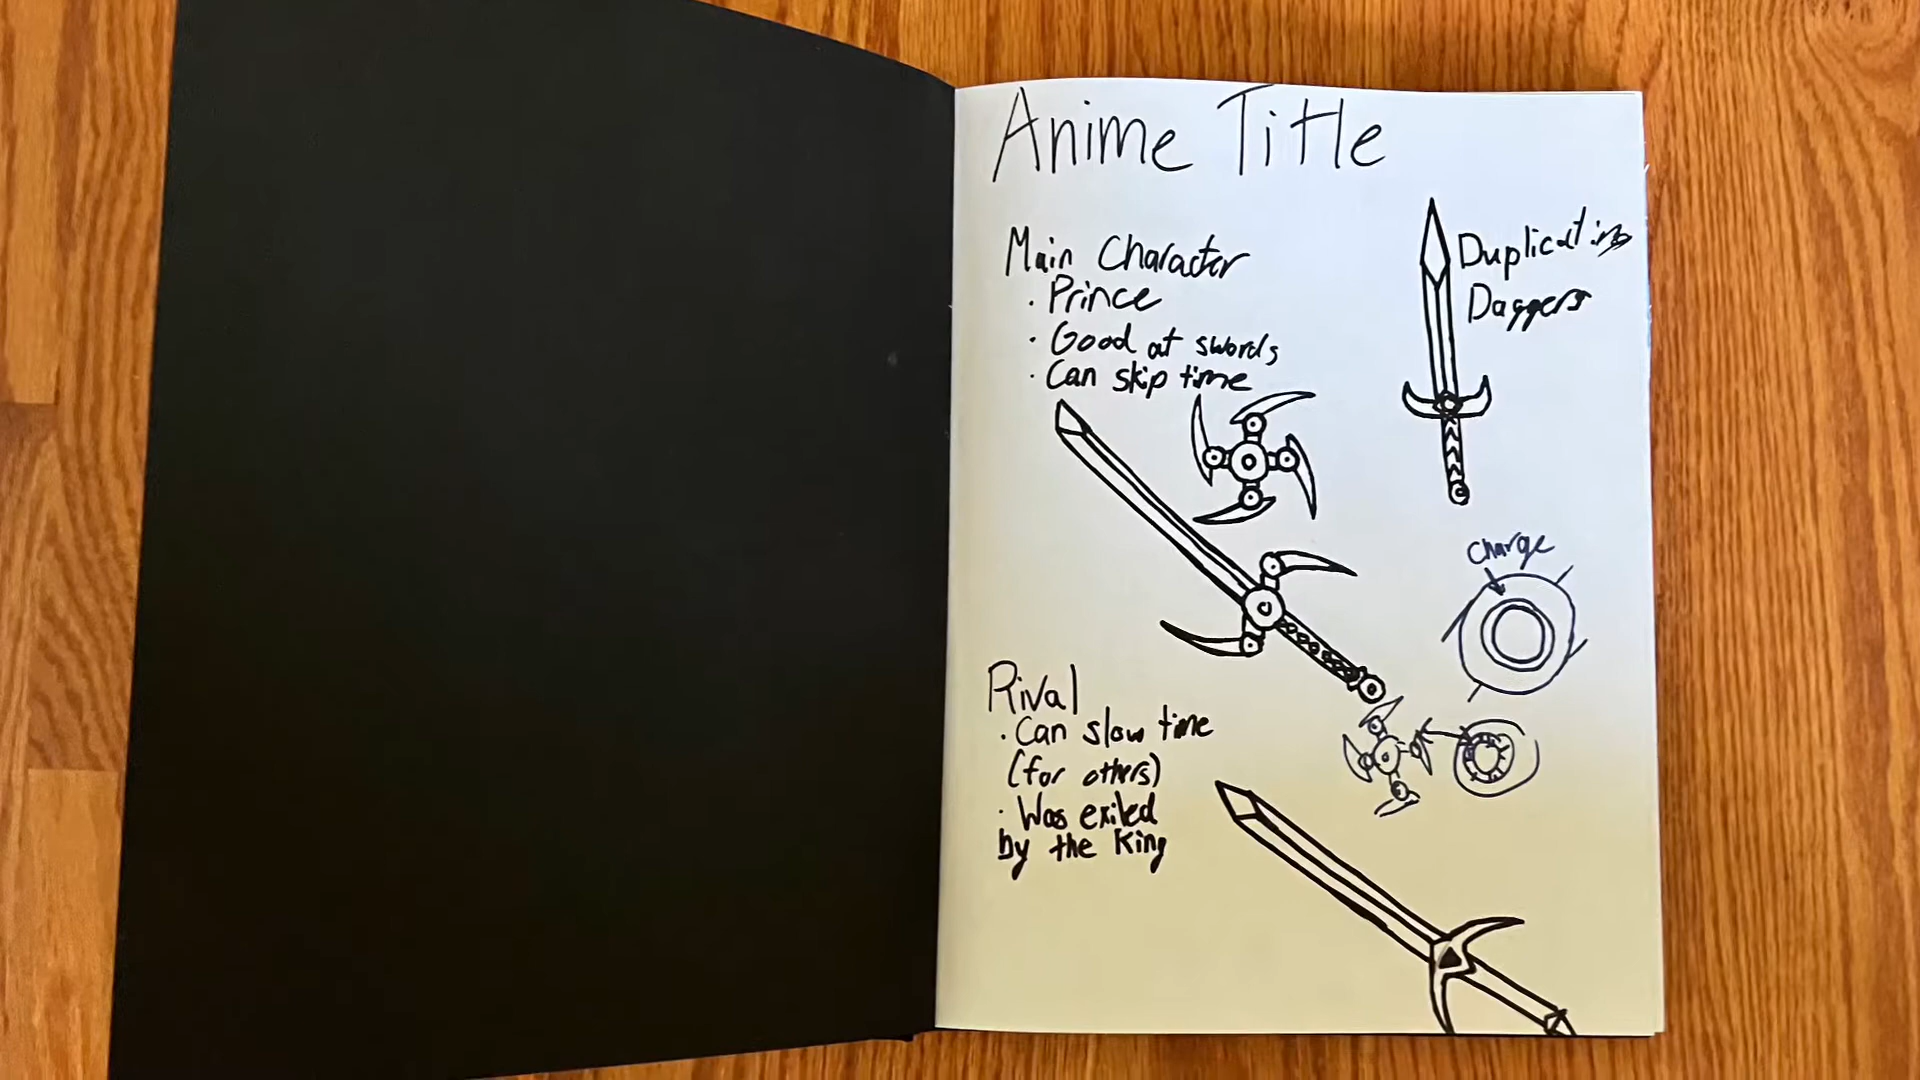 Anime Title
Main Character
· Prince
· Good at swords
· Can skip time
Duplicating
Daggers
Charge
Rival
· Can slow time
(for others)
· Was exiled
by the King